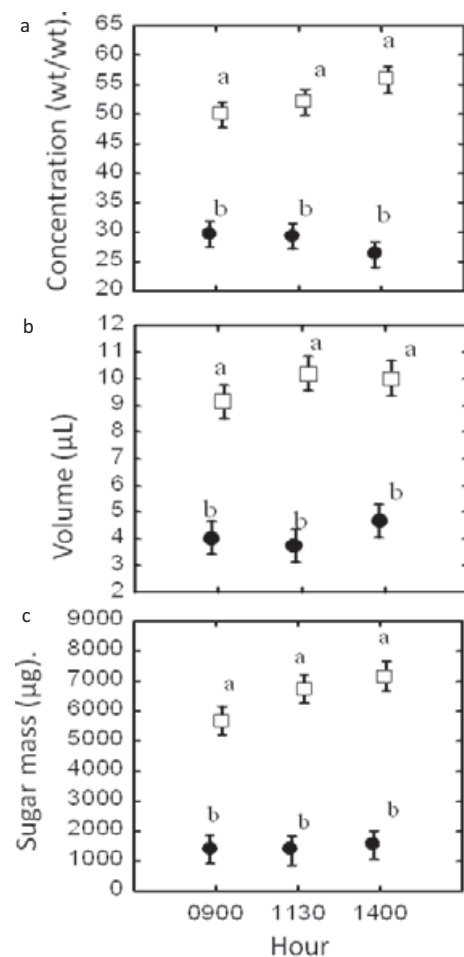 a
Concentration (wt/wt).
65
60
55
50
45
40
35
30
25
20
a
a
a
b
b
b
b
Volume (µL)
12
11
10
9
8
7
6
5
4
3
2
a
a
a
b
b
b
c
Sugar mass (µg).
9000
8000
7000
6000
5000
4000
3000
2000
1000
0
a
a
a
b
b
b
0900 1130 1400
Hour